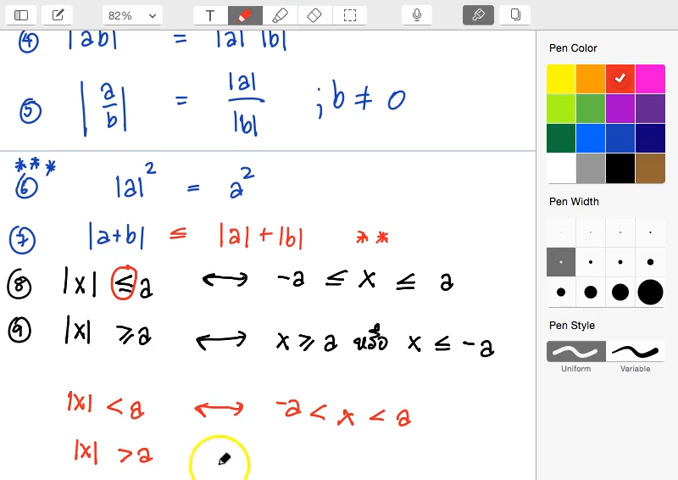 82%
T
④ |ab| = |a| |b|
⑤ |a/b| = |a|/|b| ; b ≠ 0
***
⑥ |a|² = a²
⑦ |a+b| ≤ |a| + |b| **
⑧ |x| ≤ a ↔ -a ≤ x ≤ a
⑨ |x| ≥ a ↔ x ≥ a หรือ x ≤ -a
|x| < a ↔ -a < x < a
|x| > a
Pen Color
Pen Width
Pen Style
Uniform
Variable